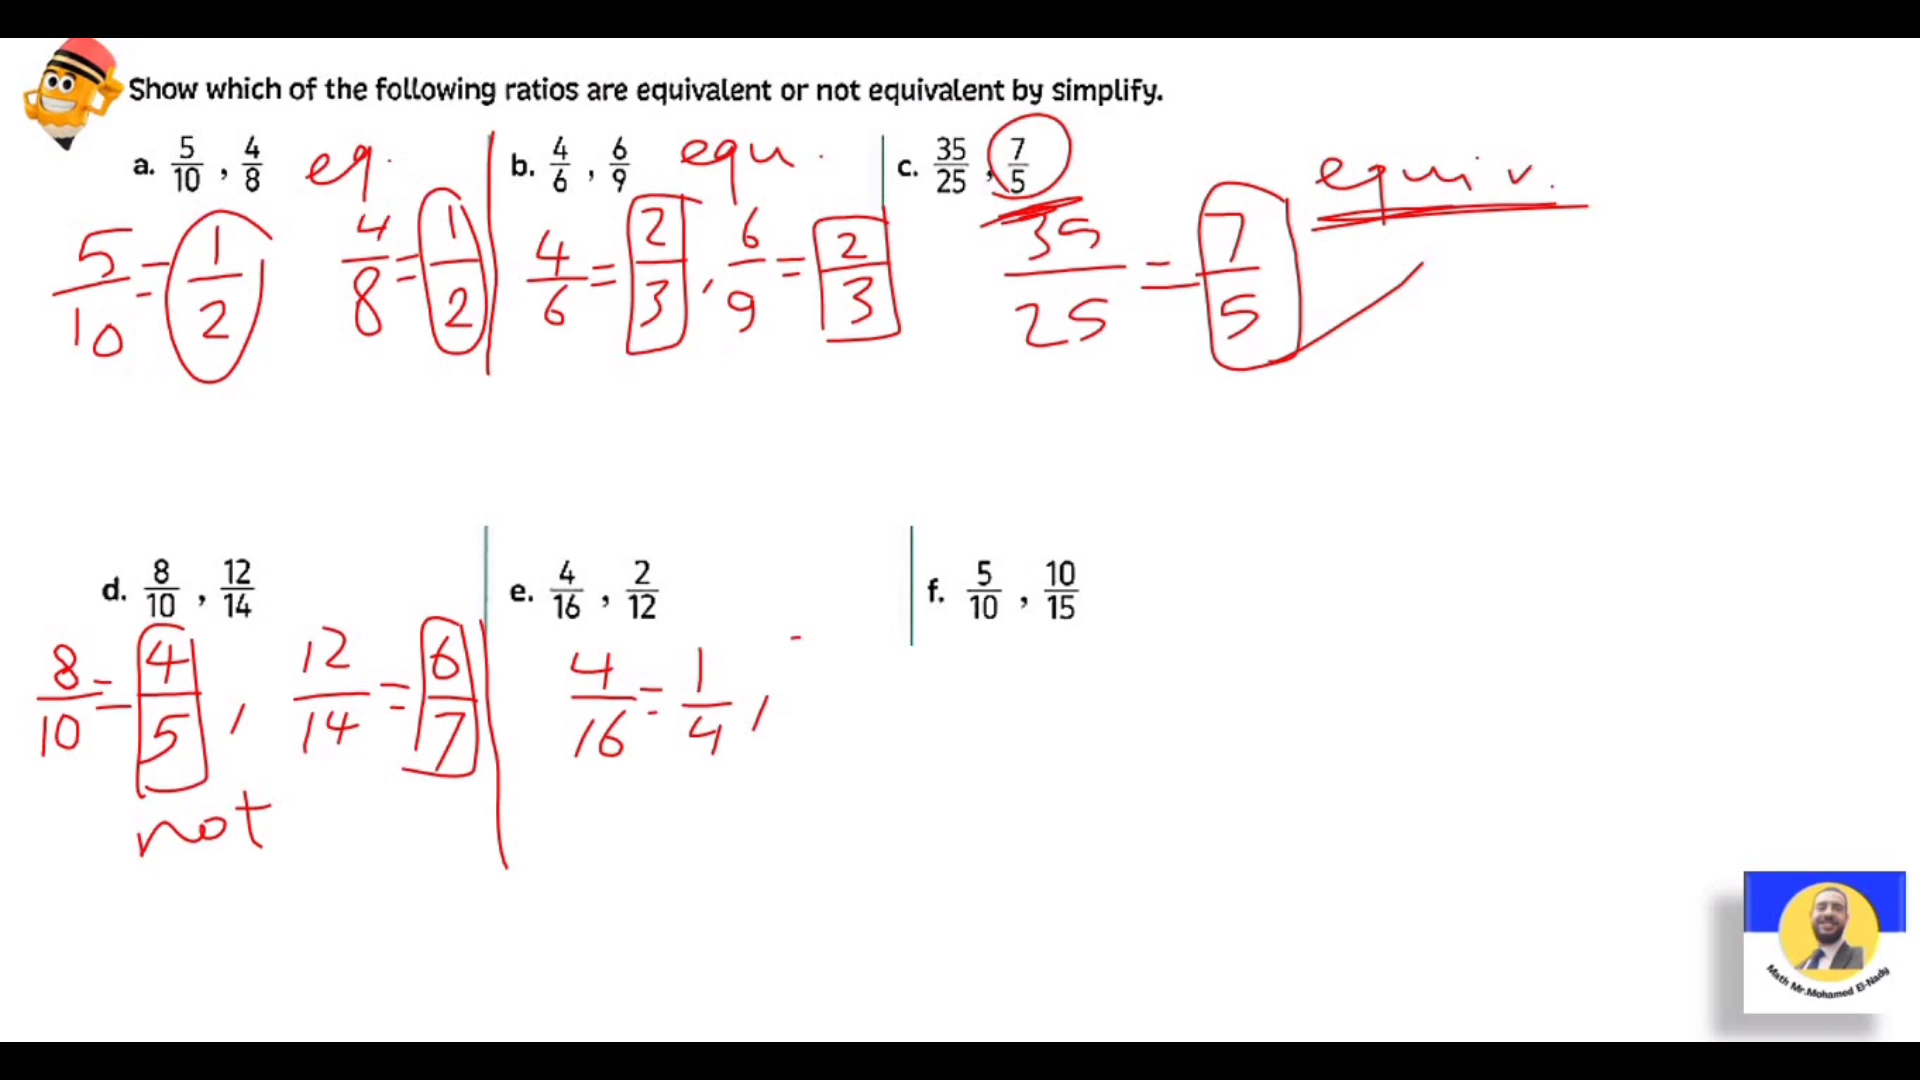 Show which of the following ratios are equivalent or not equivalent by simplify.
a. 5/10 , 4/8 eq. b. 4/6 , 6/9 equ. c. 35/25 , 7/5 equiv.
5/10 = 1/2 4/8 = 1/2 4/6 = 2/3 , 6/9 = 2/3 35/25 = 7/5
d. 8/10 , 12/14 e. 4/16 , 2/12 f. 5/10 , 10/15
8/10 = 4/5 , 12/14 = 6/7 4/16 = 1/4 ,
not
Math Mr.Mohamed El-Nady